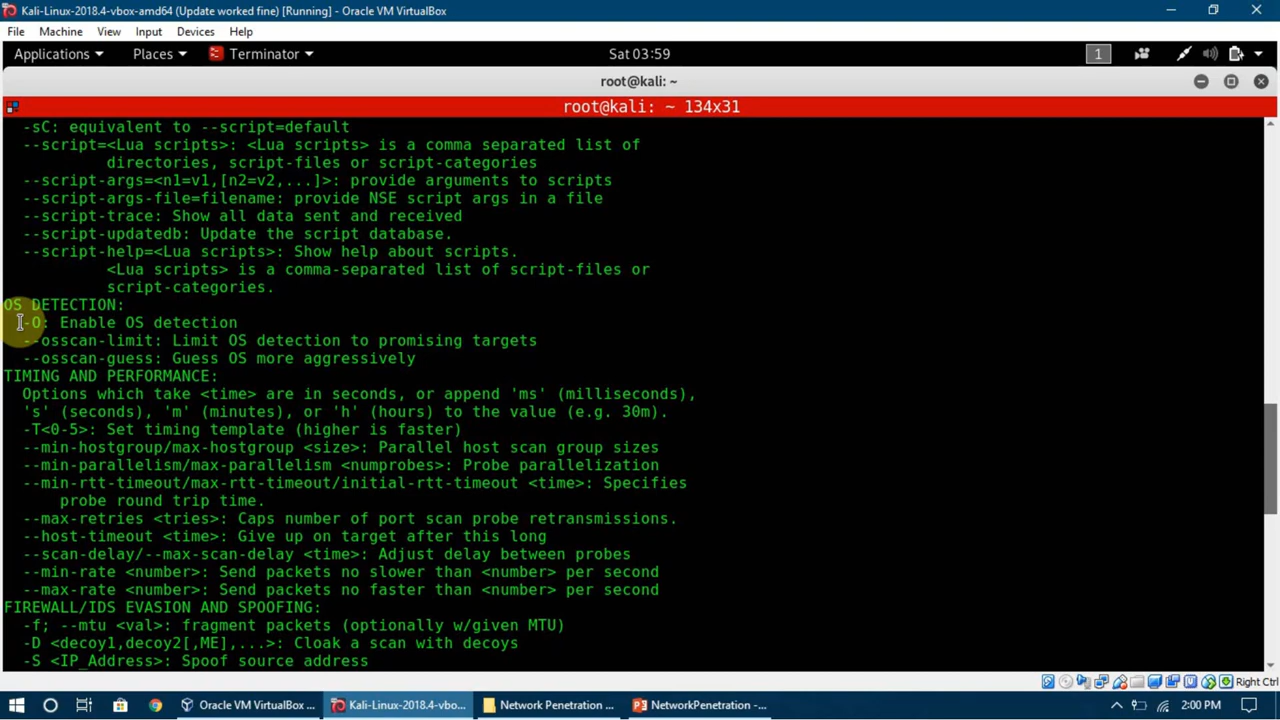 Kali-Linux-2018.4-vbox-amd64 (Update worked fine) [Running] - Oracle VM VirtualBox
File Machine View Input Devices Help
Applications Places Terminator Sat 03:59 1
root@kali: ~
root@kali: ~ 134x31
-sC: equivalent to --script=default
--script=<Lua scripts>: <Lua scripts> is a comma separated list of
directories, script-files or script-categories
--script-args=<n1=v1,[n2=v2,...]>: provide arguments to scripts
--script-args-file=filename: provide NSE script args in a file
--script-trace: Show all data sent and received
--script-updatedb: Update the script database.
--script-help=<Lua scripts>: Show help about scripts.
<Lua scripts> is a comma-separated list of script-files or
script-categories.
OS DETECTION:
-O: Enable OS detection
--osscan-limit: Limit OS detection to promising targets
--osscan-guess: Guess OS more aggressively
TIMING AND PERFORMANCE:
Options which take <time> are in seconds, or append 'ms' (milliseconds),
's' (seconds), 'm' (minutes), or 'h' (hours) to the value (e.g. 30m).
-T<0-5>: Set timing template (higher is faster)
--min-hostgroup/max-hostgroup <size>: Parallel host scan group sizes
--min-parallelism/max-parallelism <numprobes>: Probe parallelization
--min-rtt-timeout/max-rtt-timeout/initial-rtt-timeout <time>: Specifies
probe round trip time.
--max-retries <tries>: Caps number of port scan probe retransmissions.
--host-timeout <time>: Give up on target after this long
--scan-delay/--max-scan-delay <time>: Adjust delay between probes
--min-rate <number>: Send packets no slower than <number> per second
--max-rate <number>: Send packets no faster than <number> per second
FIREWALL/IDS EVASION AND SPOOFING:
-f; --mtu <val>: fragment packets (optionally w/given MTU)
-D <decoy1,decoy2[,ME],...>: Cloak a scan with decoys
-S <IP_Address>: Spoof source address
Right Ctrl
Oracle VM VirtualBox ... Kali-Linux-2018.4-vbo... Network Penetration ... NetworkPenetration -... 2:00 PM